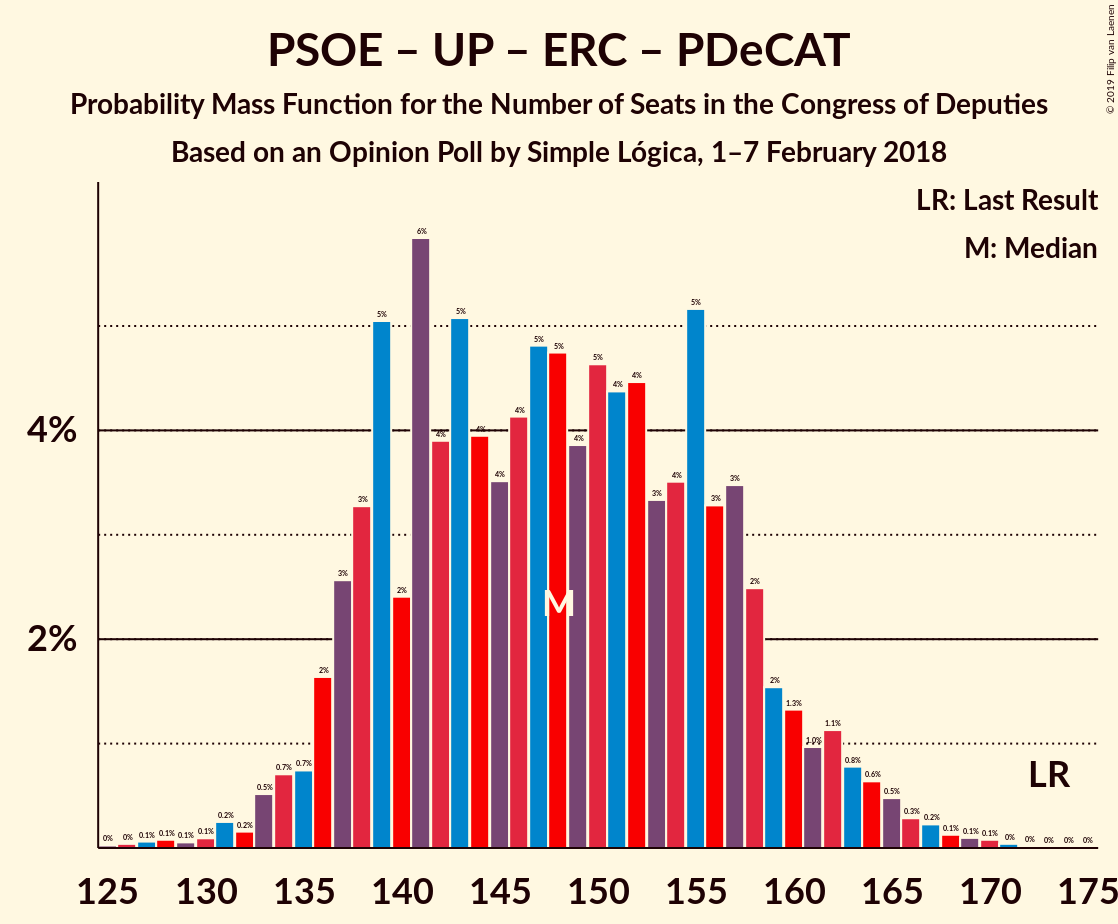 PSOE – UP – ERC – PDeCAT
Probability Mass Function for the Number of Seats in the Congress of Deputies
Based on an Opinion Poll by Simple Lógica, 1–7 February 2018
© 2019 Filip van Laenen
LR: Last Result
M: Median
4%
2%
0% 0% 0.1% 0.1% 0.1% 0.1% 0.2% 0.2% 0.5% 0.7% 0.7% 2% 3% 3% 5% 2% 6% 4% 5% 4% 4% 4% 5% 5% 4% 5% 4% 4% 3% 4% 5% 3% 3% 2% 2% 1.3% 1.0% 1.1% 0.8% 0.6% 0.5% 0.3% 0.2% 0.1% 0.1% 0.1% 0% 0% 0% 0% 0%
M
LR
125 130 135 140 145 150 155 160 165 170 175